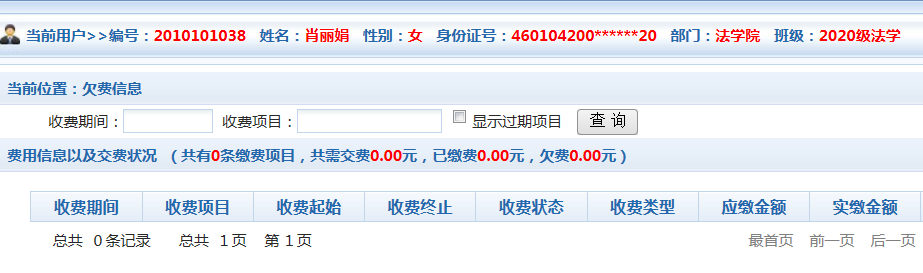 当前用户>>编号：2010101038 姓名：肖丽娟 性别：女 身份证号：460104200******20 部门：法学院 班级：2020级法学
当前位置：欠费信息
收费期间： 收费项目： 显示过期项目 查 询
费用信息以及交费状况 （共有0条缴费项目，共需交费0.00元，已缴费0.00元，欠费0.00元）
收费期间 收费项目 收费起始 收费终止 收费状态 收费类型 应缴金额 实缴金额
总共 0条记录 总共 1页 第1页 最首页 前一页 后一页